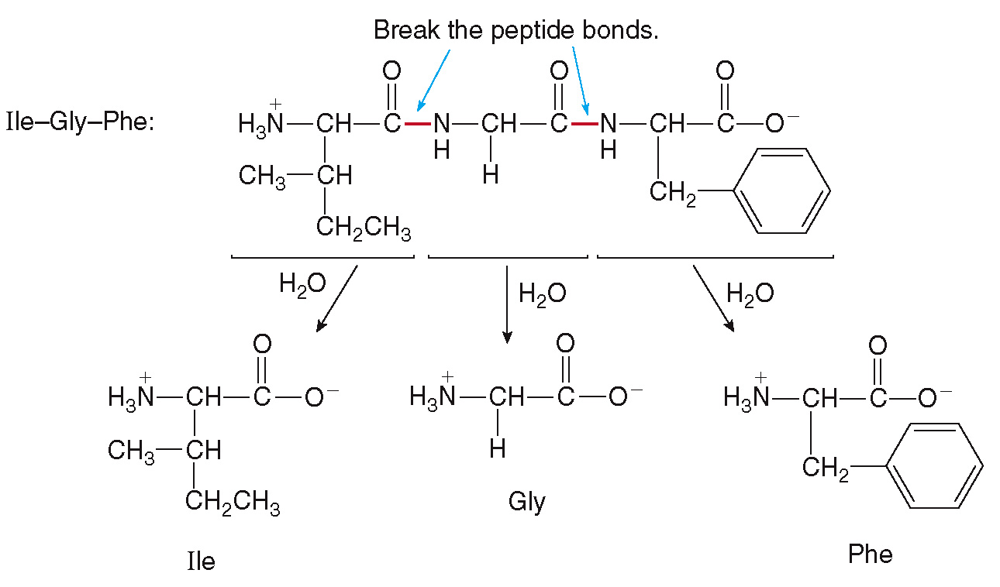 Break the peptide bonds.
O O O
Ile–Gly–Phe: H₃N⁺—CH—C—N—CH—C—N—CH—C—O⁻
H H
CH₃—CH H
CH₂
CH₂CH₃
H₂O H₂O H₂O
O O O
H₃N⁺—CH—C—O⁻ H₃N⁺—CH—C—O⁻ H₃N⁺—CH—C—O⁻
CH₃—CH H
CH₂
CH₂CH₃ Gly
Ile Phe